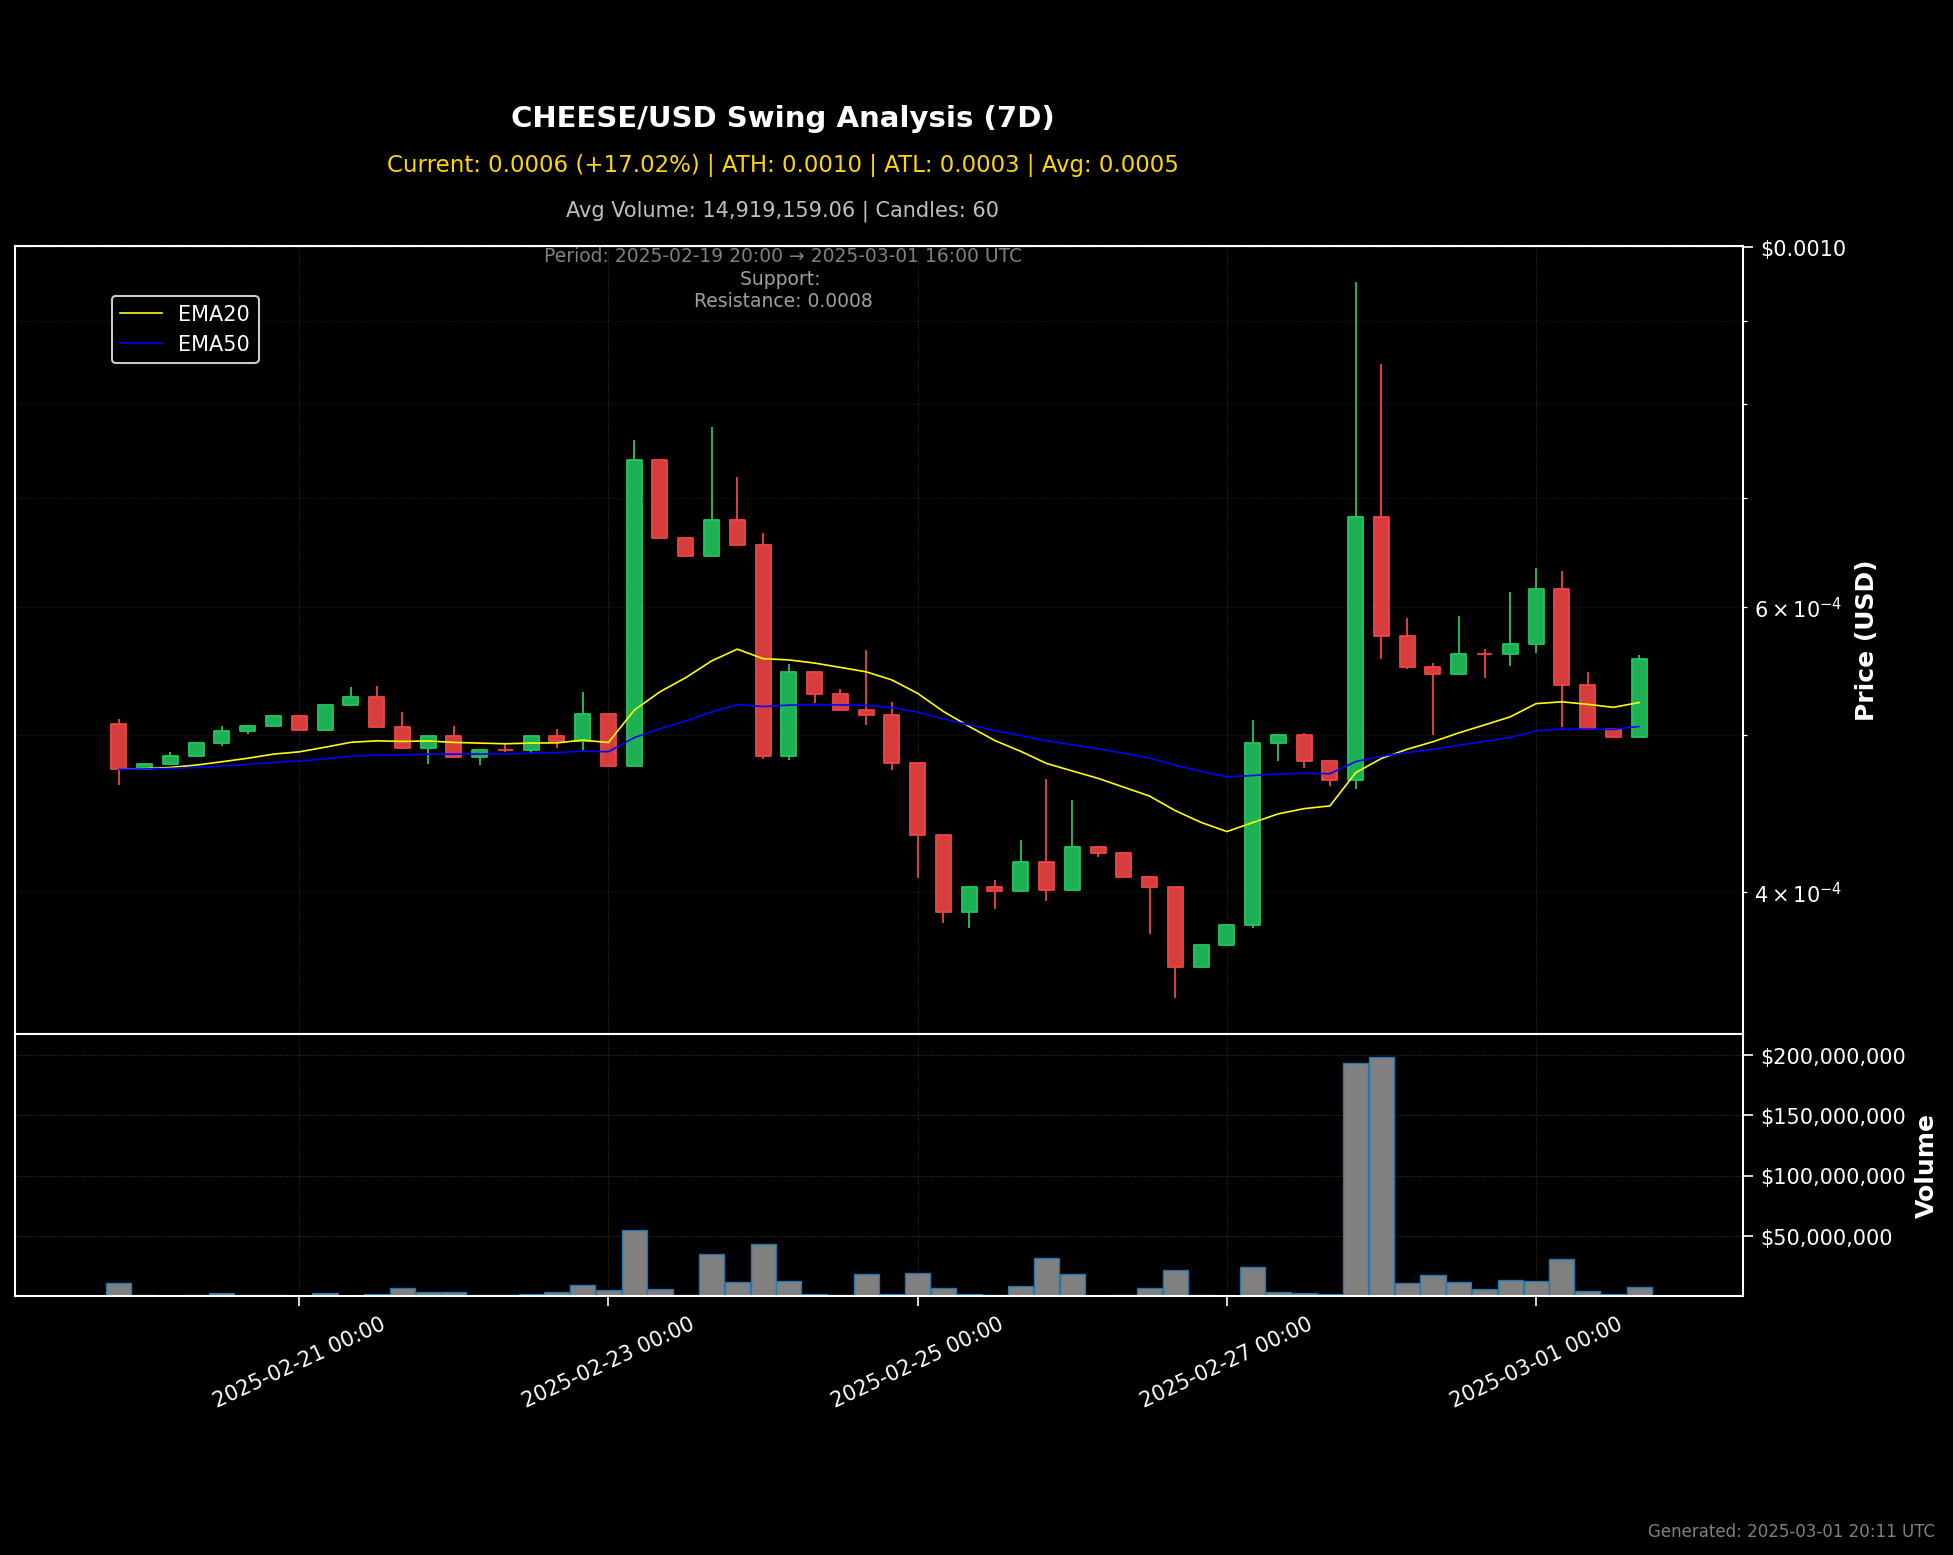 CHEESE/USD Swing Analysis (7D)
Current: 0.0006 (+17.02%) | ATH: 0.0010 | ATL: 0.0003 | Avg: 0.0005
Avg Volume: 14,919,159.06 | Candles: 60
Period: 2025-02-19 20:00 → 2025-03-01 16:00 UTC
Support:
Resistance: 0.0008
EMA20
EMA50
$0.0010
6 × 10⁻⁴
4 × 10⁻⁴
Price (USD)
$200,000,000
$150,000,000
$100,000,000
$50,000,000
Volume
2025-02-21 00:00
2025-02-23 00:00
2025-02-25 00:00
2025-02-27 00:00
2025-03-01 00:00
Generated: 2025-03-01 20:11 UTC